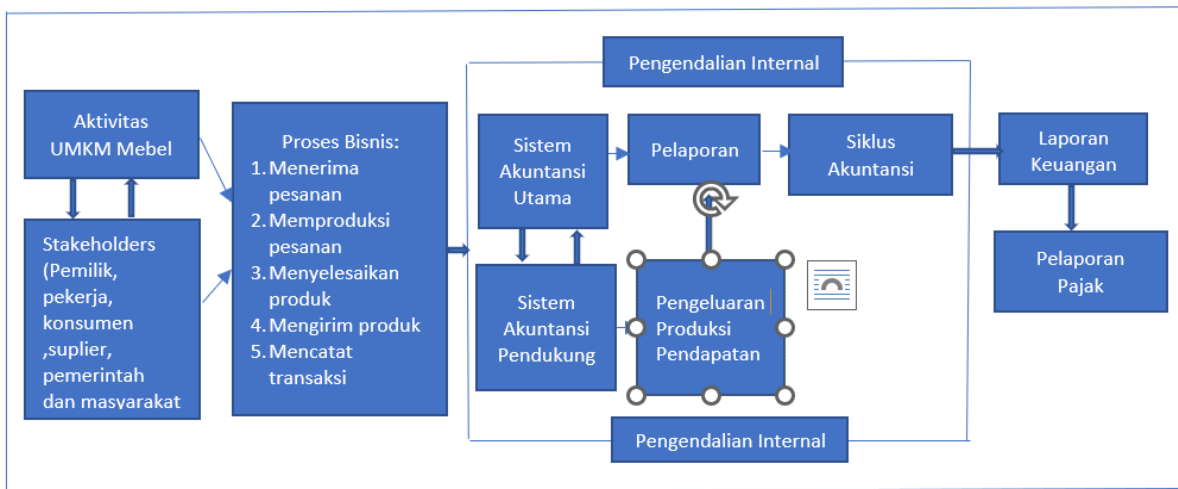 Pengendalian Internal
Aktivitas
UMKM Mebel
Stakeholders
(Pemilik,
pekerja,
konsumen
,suplier,
pemerintah
dan masyarakat
Proses Bisnis:
1. Menerima
pesanan
2. Memproduksi
pesanan
3. Menyelesaikan
produk
4. Mengirim produk
5. Mencatat
transaksi
Sistem
Akuntansi
Utama
Pelaporan
Siklus
Akuntansi
Laporan
Keuangan
Sistem
Akuntansi
Pendukung
Pengeluaran
Produksi
Pendapatan
Pelaporan
Pajak
Pengendalian Internal